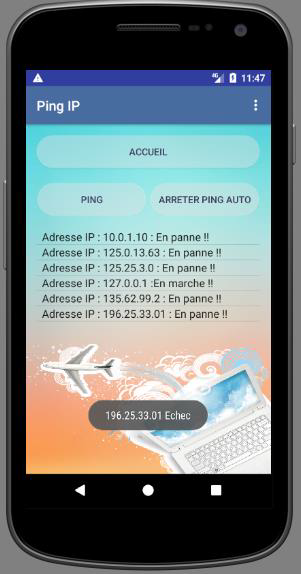 4G 11:47
Ping IP
ACCUEIL
PING ARRETER PING AUTO
Adresse IP : 10.0.1.10 : En panne !!
Adresse IP : 125.0.13.63 : En panne !!
Adresse IP : 125.25.3.0 : En panne !!
Adresse IP : 127.0.0.1 :En marche !!
Adresse IP : 135.62.99.2 : En panne !!
Adresse IP : 196.25.33.01 : En panne !!
196.25.33.01 Echec